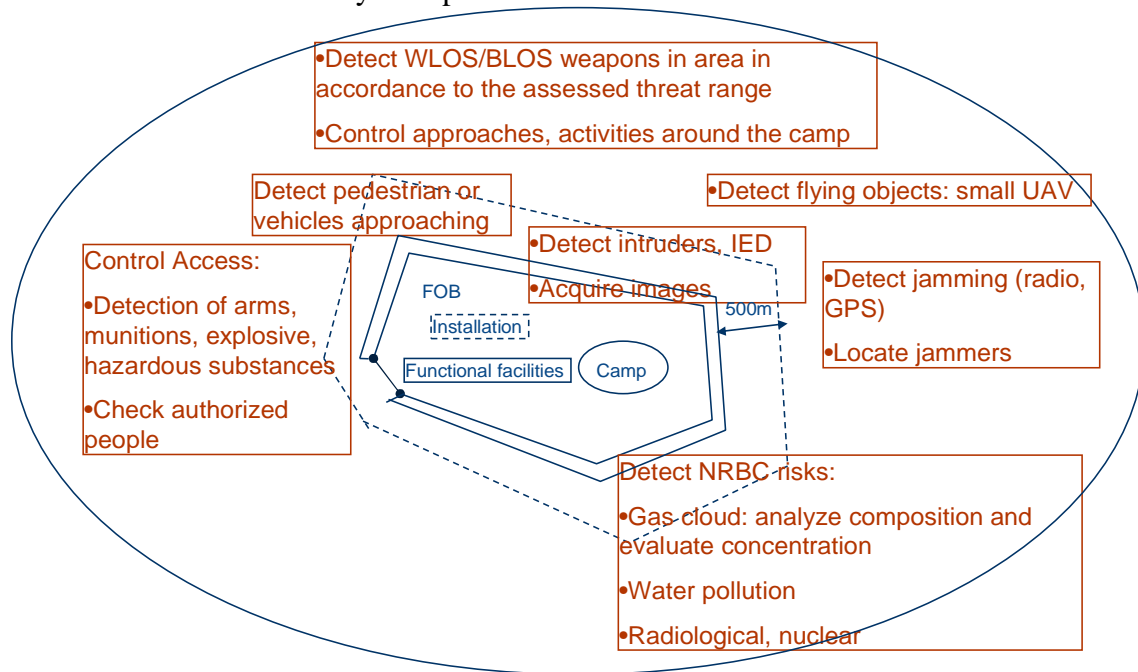 •Detect WLOS/BLOS weapons in area in
accordance to the assessed threat range
•Control approaches, activities around the camp
Detect pedestrian or
vehicles approaching
•Detect flying objects: small UAV
•Detect intruders, IED
•Acquire images
Control Access:
•Detection of arms,
munitions, explosive,
hazardous substances
•Check authorized
people
•Detect jamming (radio,
GPS)
•Locate jammers
FOB
Installation
500m
Functional facilities
Camp
Detect NRBC risks:
•Gas cloud: analyze composition and
evaluate concentration
•Water pollution
•Radiological, nuclear